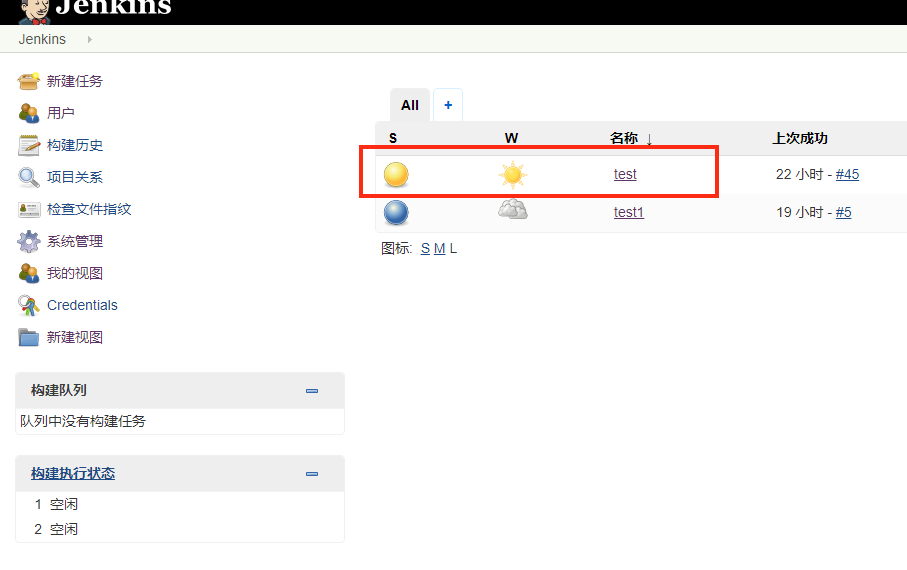 Jenkins
Jenkins
新建任务
用户
构建历史
项目关系
检查文件指纹
系统管理
我的视图
Credentials
新建视图
构建队列
队列中没有构建任务
构建执行状态
1 空闲
2 空闲
All +
S W 名称 ↓ 上次成功
test 22 小时 - #45
test1 19 小时 - #5
图标: S M L